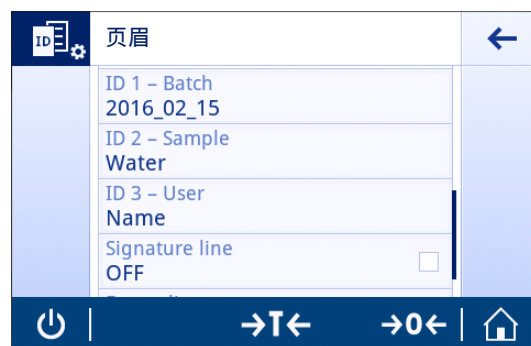 ID
页眉
ID 1 – Batch
2016_02_15
ID 2 – Sample
Water
ID 3 – User
Name
Signature line
OFF
→T←
→0←